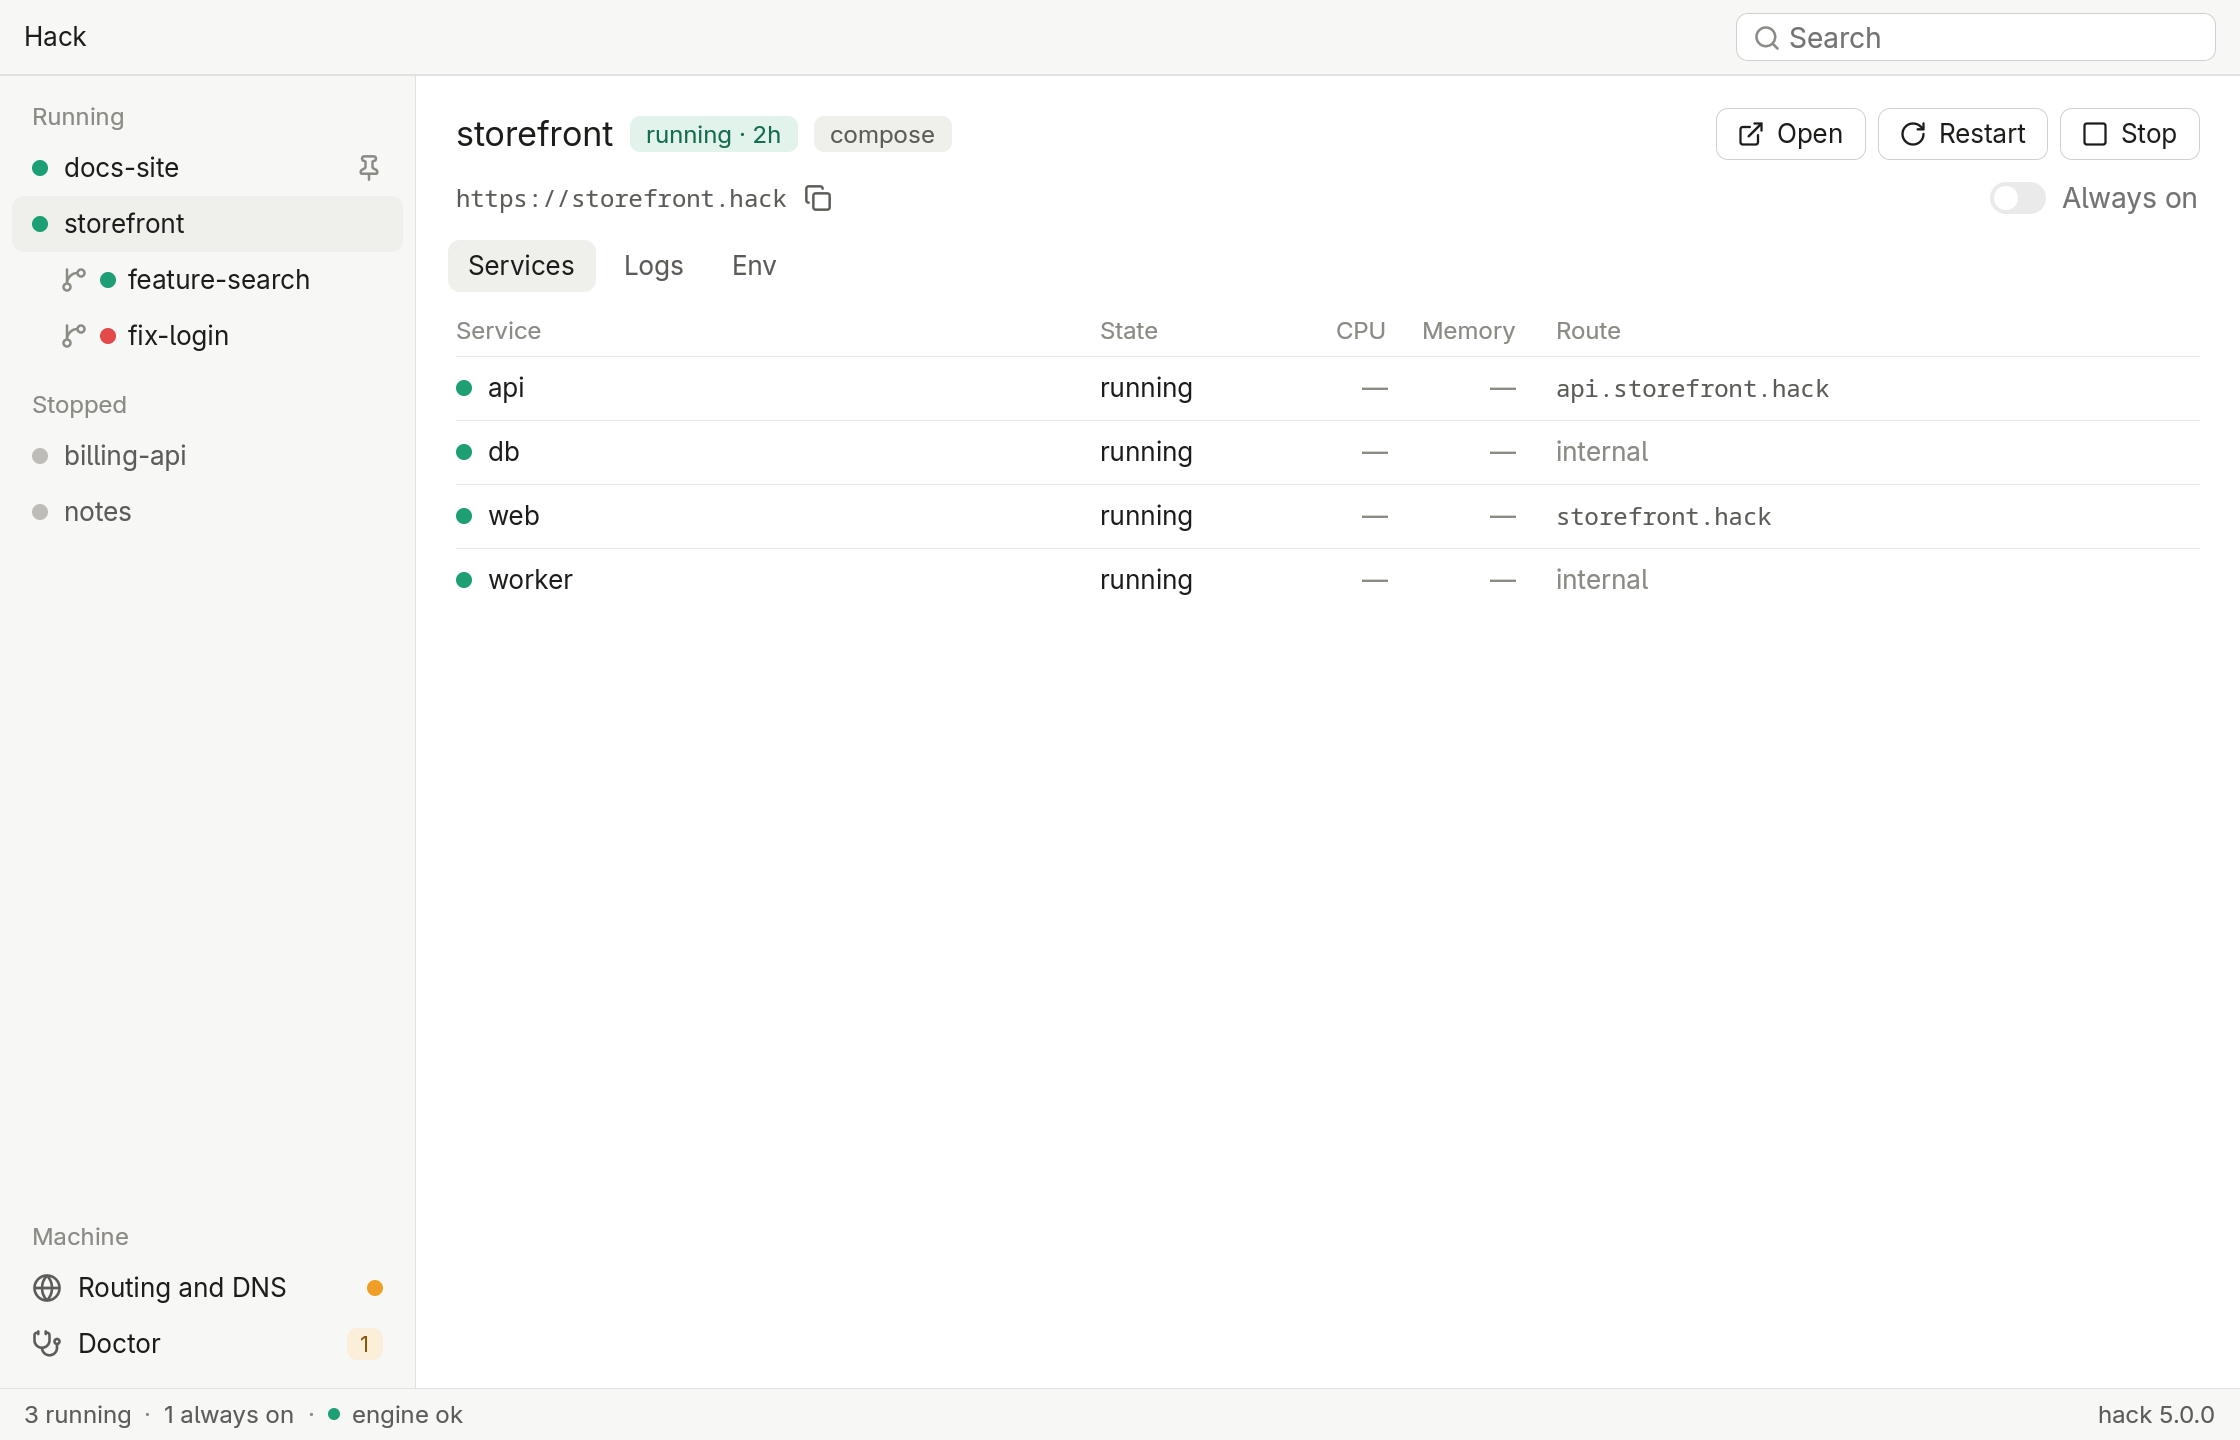 Hack
Search
Running
docs-site
storefront
feature-search
fix-login
Stopped
billing-api
notes
Machine
Routing and DNS
Doctor 1
storefront running · 2h compose
Open Restart Stop
https://storefront.hack
Always on
Services Logs Env
Service State CPU Memory Route
api running — — api.storefront.hack
db running — — internal
web running — — storefront.hack
worker running — — internal
3 running · 1 always on · engine ok
hack 5.0.0